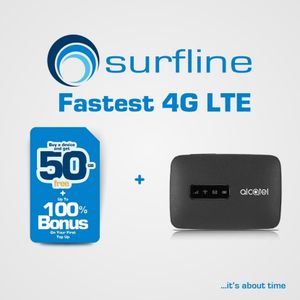 surfline
Fastest 4G LTE
Buy a device
and get
50
free
+
Up To
100%
Bonus
On Your First
Top Up
+
alcatel
...it's about time